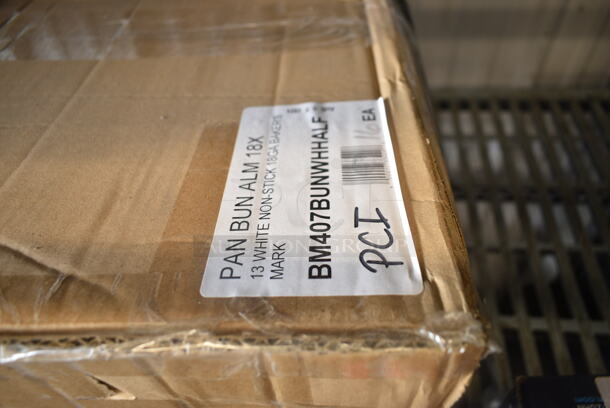 PAN BUN ALM 18X
13 WHITE NON-STICK 18GA BAKERS
MARK
BM407BUNWHHALF
EA
PCI